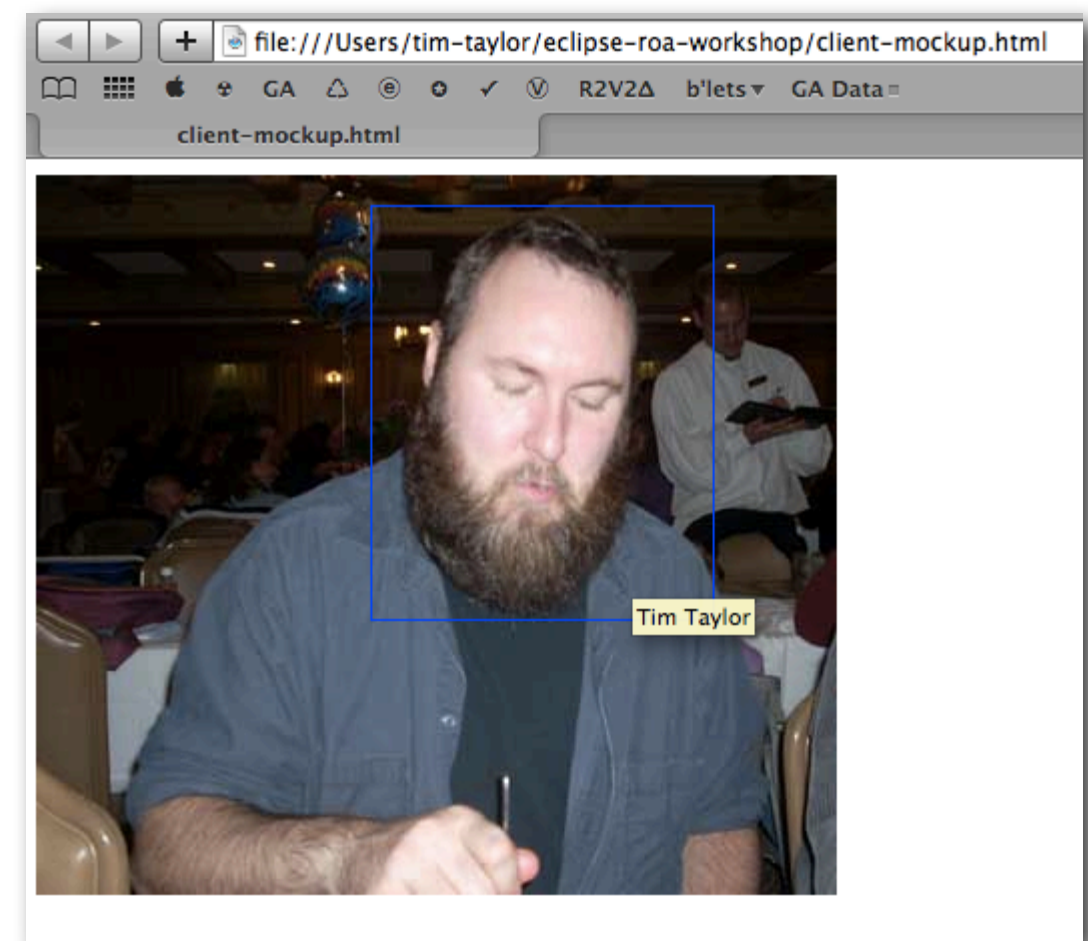 file:///Users/tim-taylor/eclipse-roa-workshop/client-mockup.html
GA ⓔ ✪ ✓ Ⓥ R2V2Δ b'lets▾ GA Data
client-mockup.html
Tim Taylor